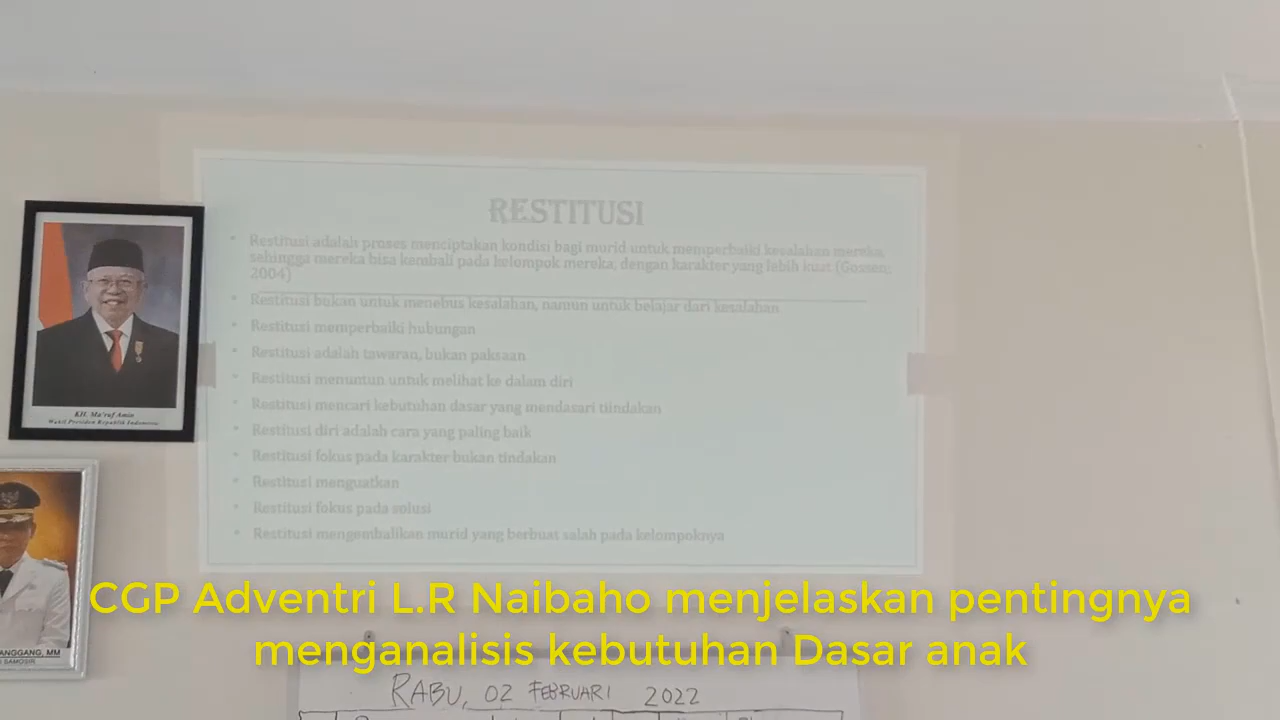 RESTITUSI
• Restitusi adalah proses menciptakan kondisi bagi murid untuk memperbaiki kesalahan mereka,
sehingga mereka bisa kembali pada kelompok mereka, dengan karakter yang lebih kuat (Gossen:
2004)
• Restitusi bukan untuk menebus kesalahan, namun untuk belajar dari kesalahan
• Restitusi memperbaiki hubungan
• Restitusi adalah tawaran, bukan paksaan
• Restitusi menuntun untuk melihat ke dalam diri
• Restitusi mencari kebutuhan dasar yang mendasari tiindakan
• Restitusi diri adalah cara yang paling baik
• Restitusi fokus pada karakter bukan tindakan
• Restitusi menguatkan
• Restitusi fokus pada solusi
• Restitusi mengembalikan murid yang berbuat salah pada kelompoknya
KH. Ma'ruf Amin
Wakil Presiden Republik Indonesia
ANGGANG, MM
SAMOSIR
CGP Adventri L.R Naibaho menjelaskan pentingnya
menganalisis kebutuhan Dasar anak
RABU, 02 FEBRUARI 2022